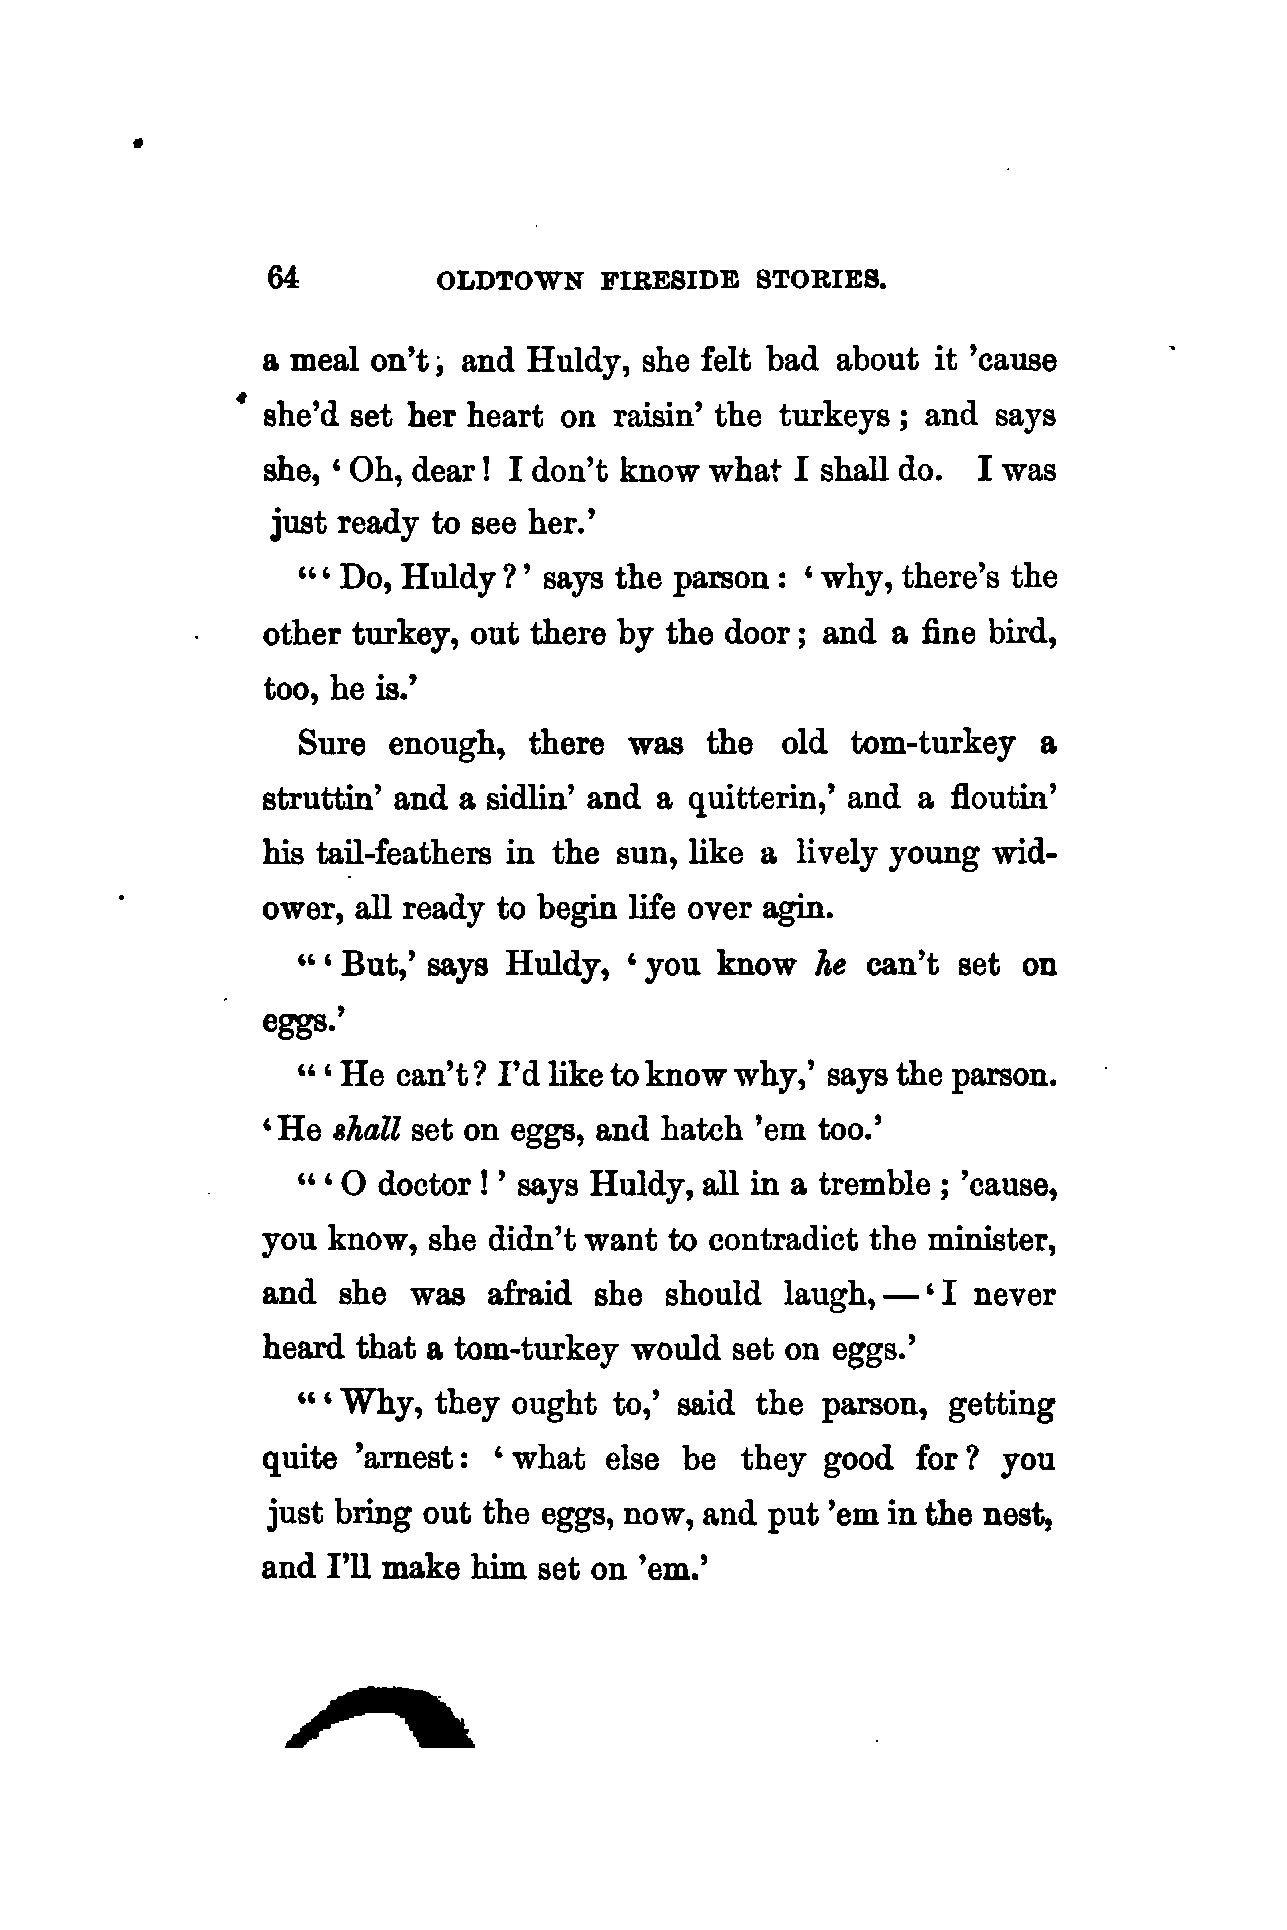 64 OLDTOWN FIRESIDE STORIES.
a meal on't; and Huldy, she felt bad about it 'cause
she'd set her heart on raisin' the turkeys; and says
she, 'Oh, dear! I don't know what I shall do. I was
just ready to see her.'
"'Do, Huldy?' says the parson: 'why, there's the
other turkey, out there by the door; and a fine bird,
too, he is.'
Sure enough, there was the old tom-turkey a
struttin' and a sidlin' and a quitterin,' and a floutin'
his tail-feathers in the sun, like a lively young wid-
ower, all ready to begin life over agin.
"'But,' says Huldy, 'you know he can't set on
eggs.'
"'He can't? I'd like to know why,' says the parson.
'He shall set on eggs, and hatch 'em too.'
"'O doctor!' says Huldy, all in a tremble; 'cause,
you know, she didn't want to contradict the minister,
and she was afraid she should laugh,—'I never
heard that a tom-turkey would set on eggs.'
"'Why, they ought to,' said the parson, getting
quite 'arnest: 'what else be they good for? you
just bring out the eggs, now, and put 'em in the nest,
and I'll make him set on 'em.'